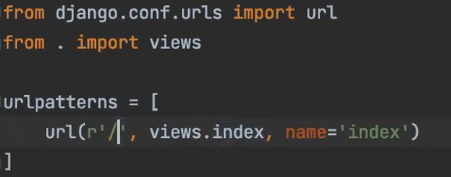 from django.conf.urls import url
from . import views
urlpatterns = [
    url(r'/', views.index, name='index')
]